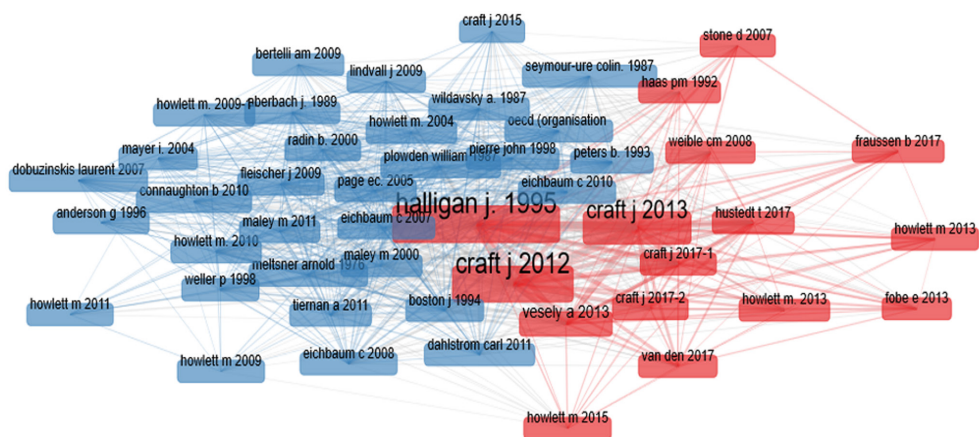 craft j 2015
stone d 2007
bertelli am 2009
lindvall j 2009
seymour-ure colin. 1987
haas pm 1992
howlett m. 2009-1
aberbach j. 1989
wildavsky a. 1987
howlett m. 2004
oecd (organisation
mayer i. 2004
radin b. 2000
plowden william 1987
pierre john 1998
peters b. 1993
weible cm 2008
fraussen b 2017
dobuzinskis laurent 2007
fleischer j 2009
page ec. 2005
eichbaum c 2010
connaughton b 2010
anderson g 1996
maley m 2011
eichbaum c 2007
halligan j. 1995
craft j 2013
hustedt t 2017
howlett m 2013
howlett m. 2010
maley m 2000
craft j 2017-1
weller p 1998
meltsner arnold 1976
craft j 2012
howlett m 2011
tiernan a 2011
boston j 1994
vesely a 2013
craft j 2017-2
howlett m. 2013
fobe e 2013
howlett m 2009
eichbaum c 2008
dahlstrom carl 2011
van den 2017
howlett m 2015